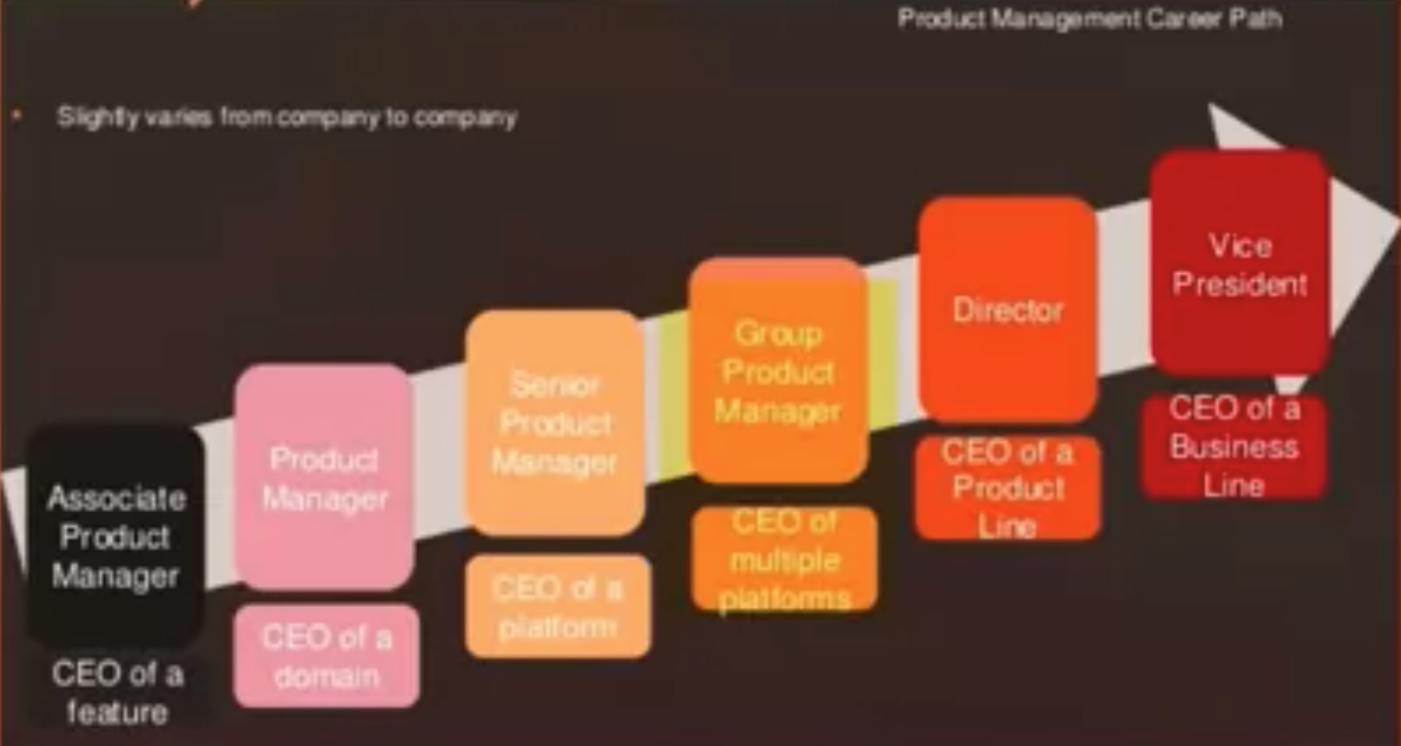 Product Management Career Path
• Slightly varies from company to company
Associate
Product
Manager
CEO of a
feature
Product
Manager
CEO of a
domain
Senior
Product
Manager
CEO of a
platform
Group
Product
Manager
CEO of
multiple
platforms
Director
CEO of a
Product
Line
Vice
President
CEO of a
Business
Line